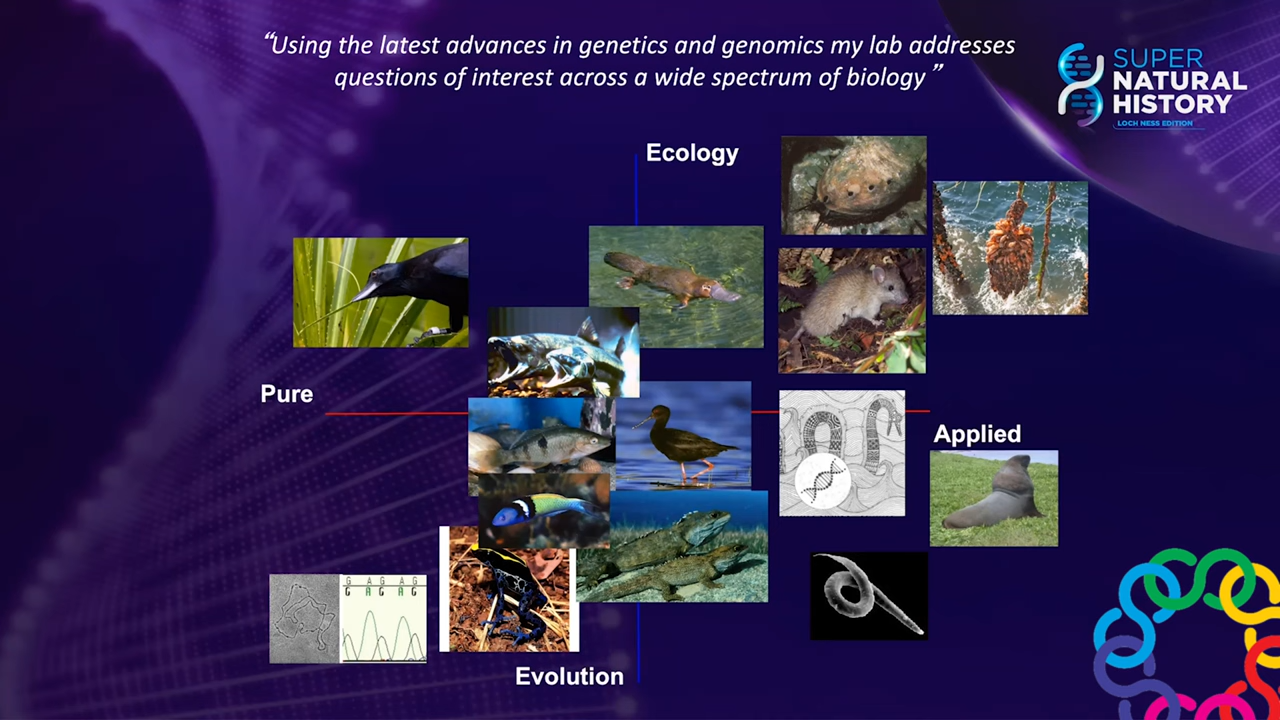 “Using the latest advances in genetics and genomics my lab addresses
questions of interest across a wide spectrum of biology ”
SUPER
NATURAL
HISTORY
LOCH NESS EDITION
Ecology
Pure
Applied
G A G A G
G A G A G
Evolution